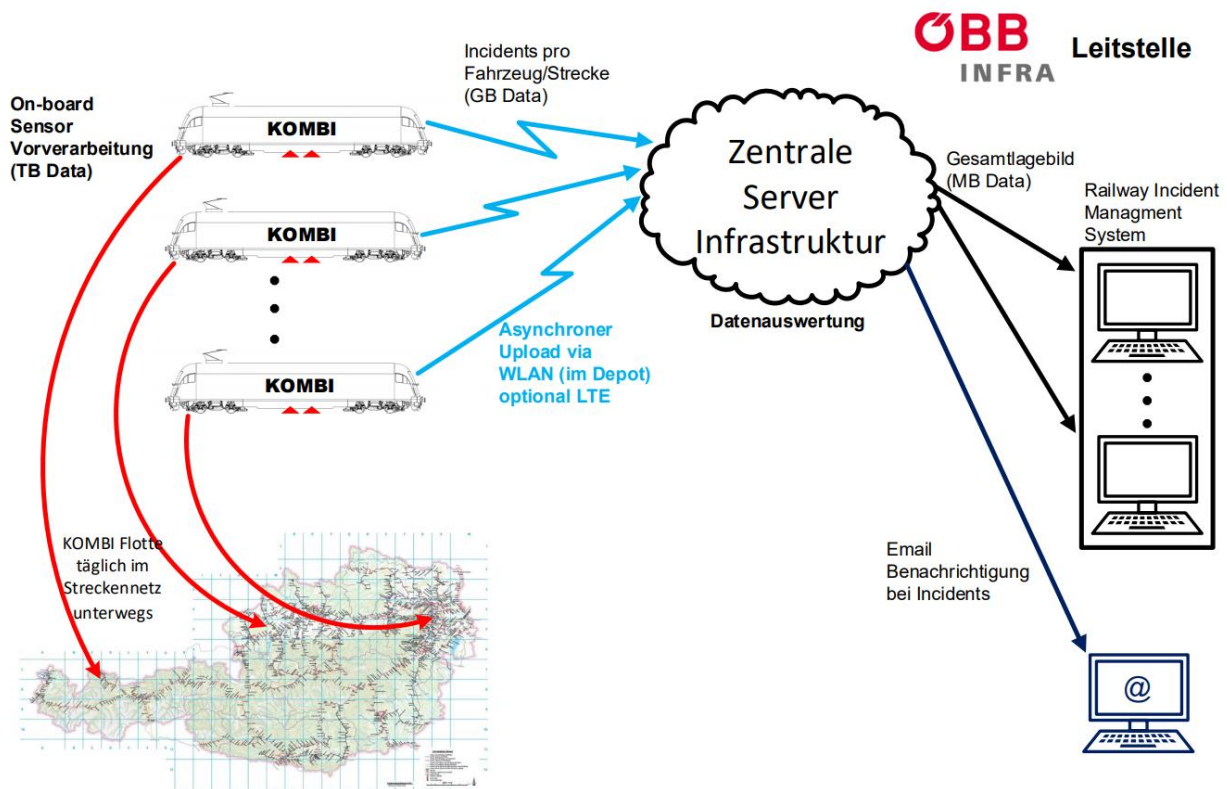 ÖBB
INFRA
Leitstelle
On-board
Sensor
Vorverarbeitung
(TB Data)
KOMBI
KOMBI
KOMBI
Incidents pro
Fahrzeug/Strecke
(GB Data)
Asynchroner
Upload via
WLAN (im Depot)
optional LTE
Zentrale
Server
Infrastruktur
Datenauswertung
Gesamtlagebild
(MB Data)
Railway Incident
Managment
System
KOMBI Flotte
täglich im
Streckennetz
unterwegs
Email
Benachrichtigung
bei Incidents
@